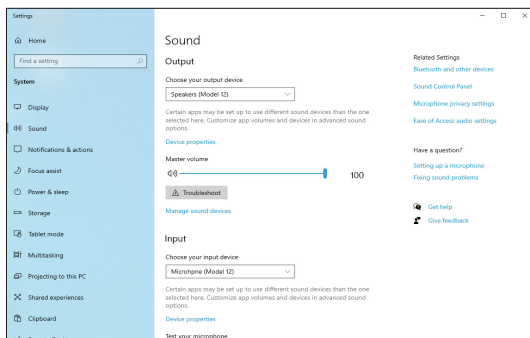 Settings
Home
Find a setting
System
Display
Sound
Notifications & actions
Focus assist
Power & sleep
Storage
Tablet mode
Multitasking
Projecting to this PC
Shared experiences
Clipboard
Sound
Output
Choose your output device
Speakers (Model 12)
Certain apps may be set up to use different sound devices than the one
selected here. Customize app volumes and devices in advanced sound
options.
Device properties
Master volume
100
Troubleshoot
Manage sound devices
Input
Choose your input device
Microhpne (Model 12)
Certain apps may be set up to use different sound devices than the one
selected here. Customize app volumes and devices in advanced sound
options.
Device properties
Test your microphone
Related Settings
Bluetooth and other devices
Sound Control Panel
Microphone privacy settings
Ease of Access audio settings
Have a question?
Setting up a microphone
Fixing sound problems
Get help
Give feedback